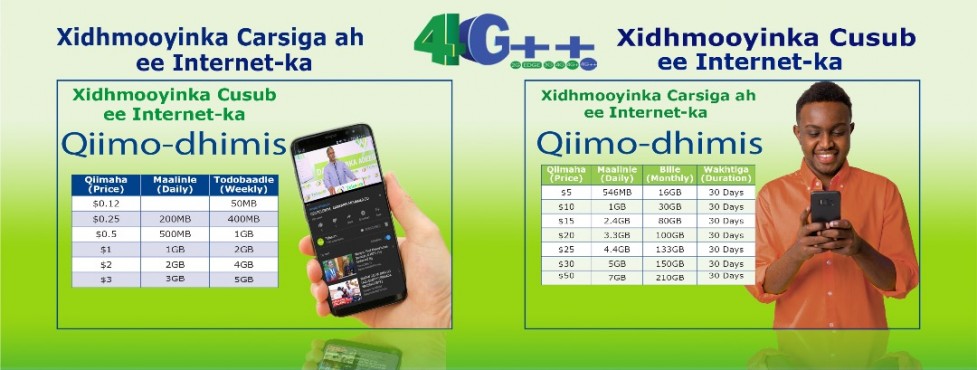 Xidhmooyinka Carsiga ah
ee Internet-ka
4G++
Xidhmooyinka Cusub
ee Internet-ka
Xidhmooyinka Cusub
ee Internet-ka
Qiimo-dhimis
Qiimaha Maalinle Todobaadle
(Price) (Daily) (Weekly)
$0.12 50MB
$0.25 200MB 400MB
$0.5 500MB 1GB
$1 1GB 2GB
$2 2GB 4GB
$3 3GB 5GB
Xidhmooyinka Carsiga ah
ee Internet-ka
Qiimo-dhimis
Qiimaha Maalinle Bille Wakhtiga
(Price) (Daily) (Monthly) (Duration)
$5 546MB 16GB 30 Days
$10 1GB 30GB 30 Days
$15 2.4GB 80GB 30 Days
$20 3.3GB 100GB 30 Days
$25 4.4GB 133GB 30 Days
$30 5GB 150GB 30 Days
$50 7GB 210GB 30 Days